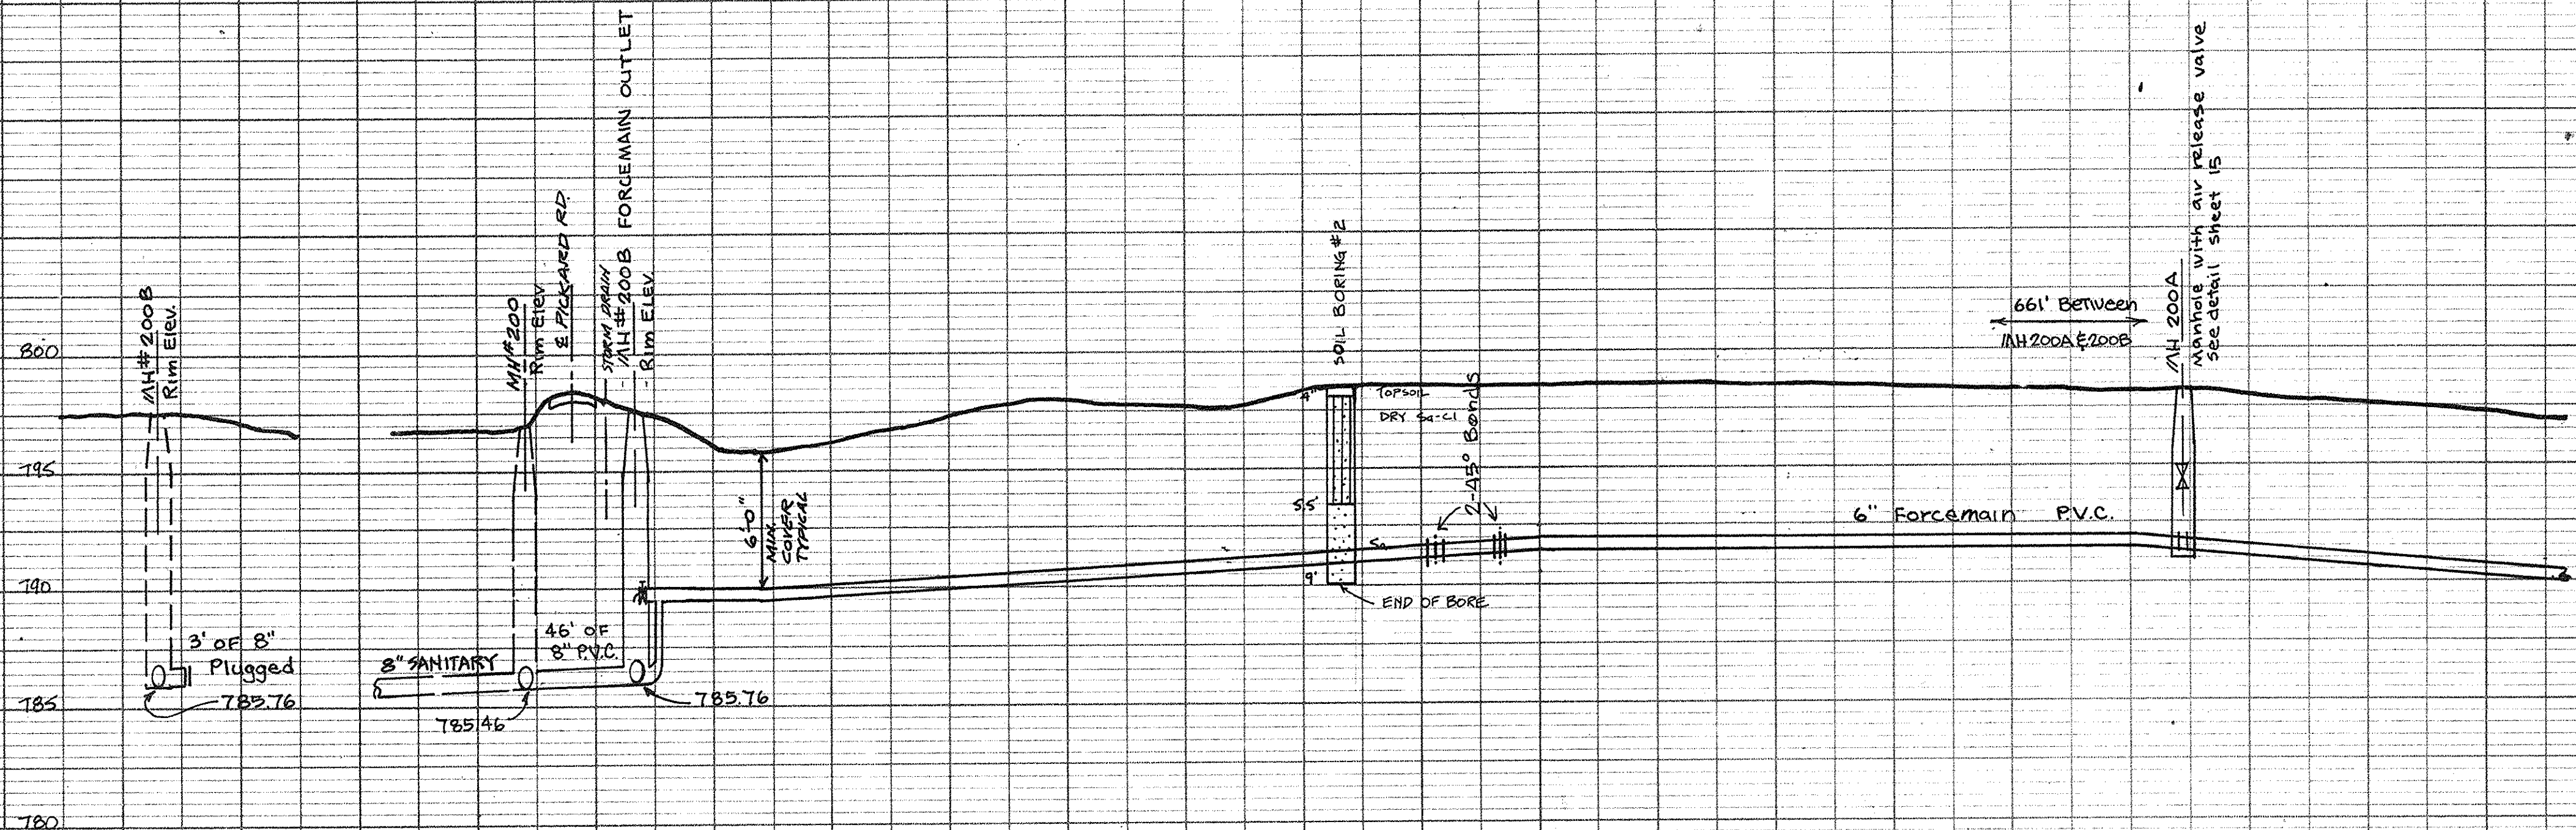 MH# 200B
Rim Elev.
MH# 200
Rim Elev.
℄ PICKARD RD.
STORM DRAIN
MH# 200B FORCEMAIN OUTLET
Rim ELEV.
SOIL BORING #2
661' BETWEEN
MH 200A & 200B
MH 200A
Manhole with air release valve
see detail sheet 15
800
795
790
785
780
4"
TOPSOIL
DRY Sa-Cl
5.5'
Sa
9'
END OF BORE
2-45° Bends
6'-0"
MIN.
COVER
TYPICAL
6" Forcemain P.V.C.
3' OF 8"
Plugged
785.76
8" SANITARY
46' OF
8" P.V.C.
785.46
785.76